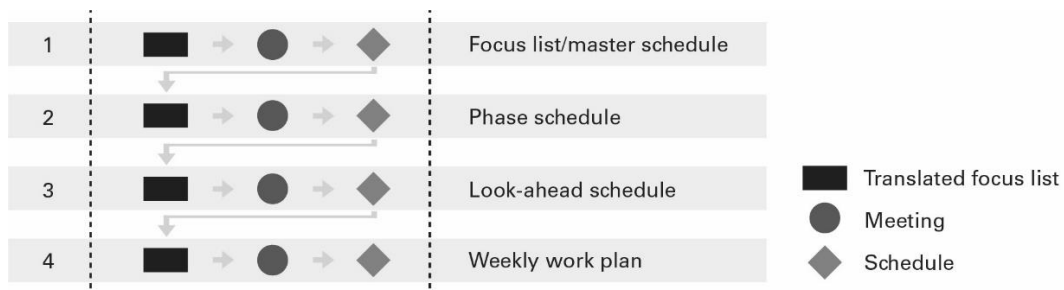 1 Focus list/master schedule
2 Phase schedule
3 Look-ahead schedule
4 Weekly work plan
Translated focus list
Meeting
Schedule